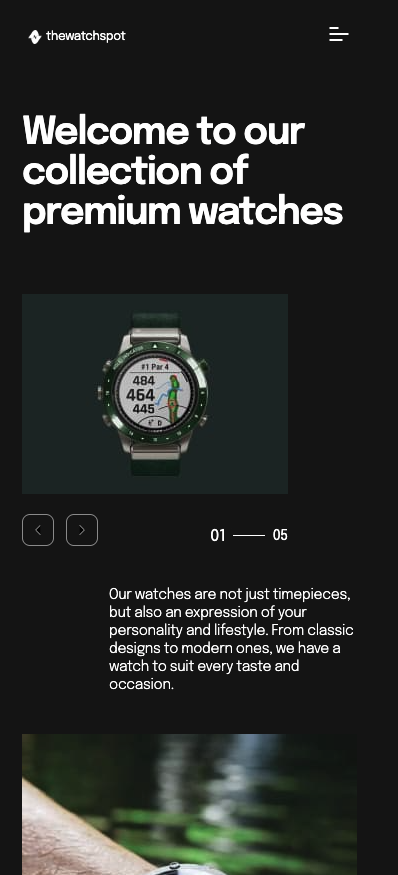 thewatchspot
Welcome to our
collection of
premium watches
#1 Par 4
484
464
445
01
05
Our watches are not just timepieces,
but also an expression of your
personality and lifestyle. From classic
designs to modern ones, we have a
watch to suit every taste and
occasion.